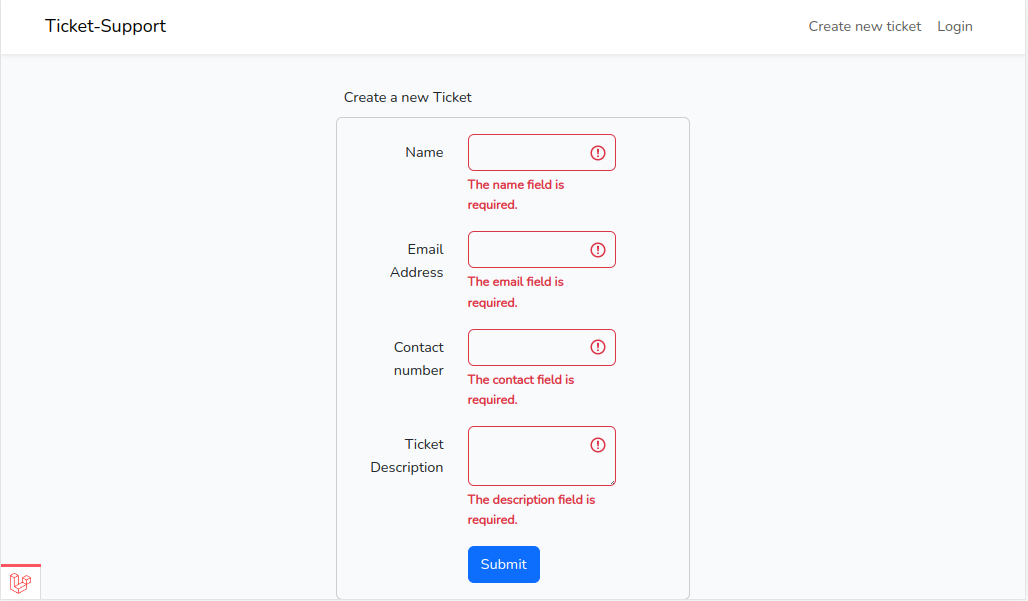 Ticket-Support
Create new ticket
Login
Create a new Ticket
Name
The name field is
required.
Email
Address
The email field is
required.
Contact
number
The contact field is
required.
Ticket
Description
The description field is
required.
Submit